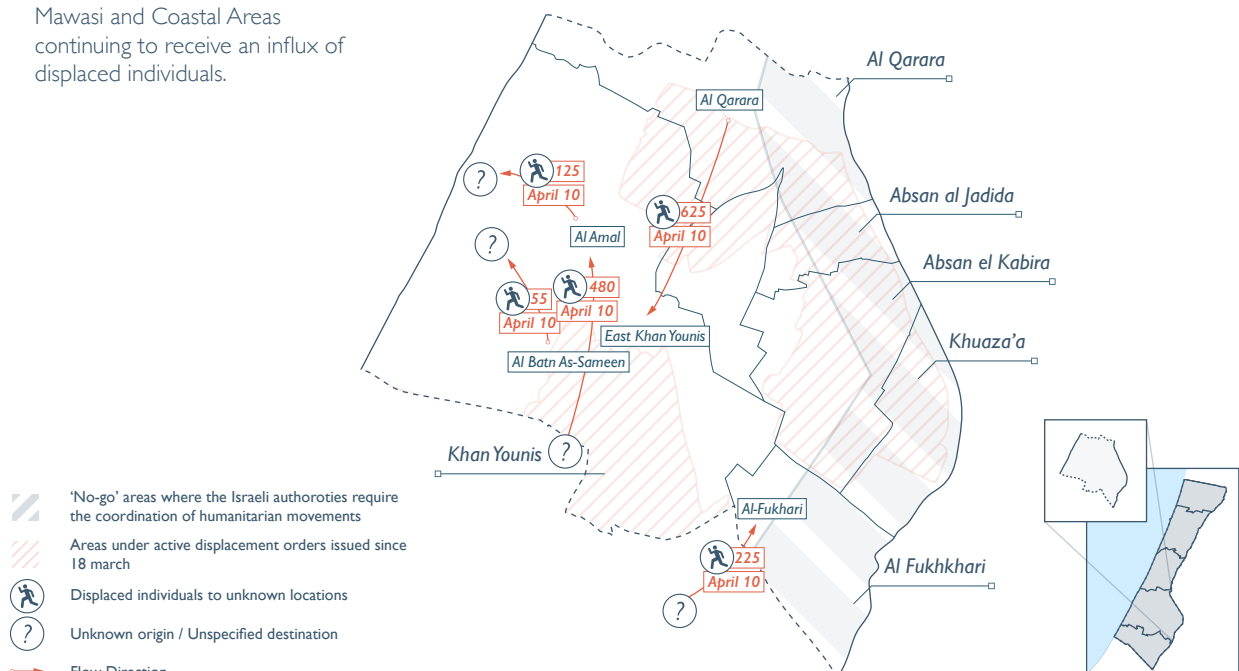 Mawasi and Coastal Areas
continuing to receive an influx of
displaced individuals.
Al Qarara
Al Qarara
?
125
April 10
Absan al Jadida
625
April 10
Al Amal
?
Absan el Kabira
480
April 10
55
April 10
East Khan Younis
Khuaza'a
Al Batn As-Sameen
Khan Younis
?
Al-Fukhari
225
April 10
Al Fukhkhari
?
'No-go' areas where the Israeli authoroties require
the coordination of humanitarian movements
Areas under active displacement orders issued since
18 march
Displaced individuals to unknown locations
?
Unknown origin / Unspecified destination
Flow Direction